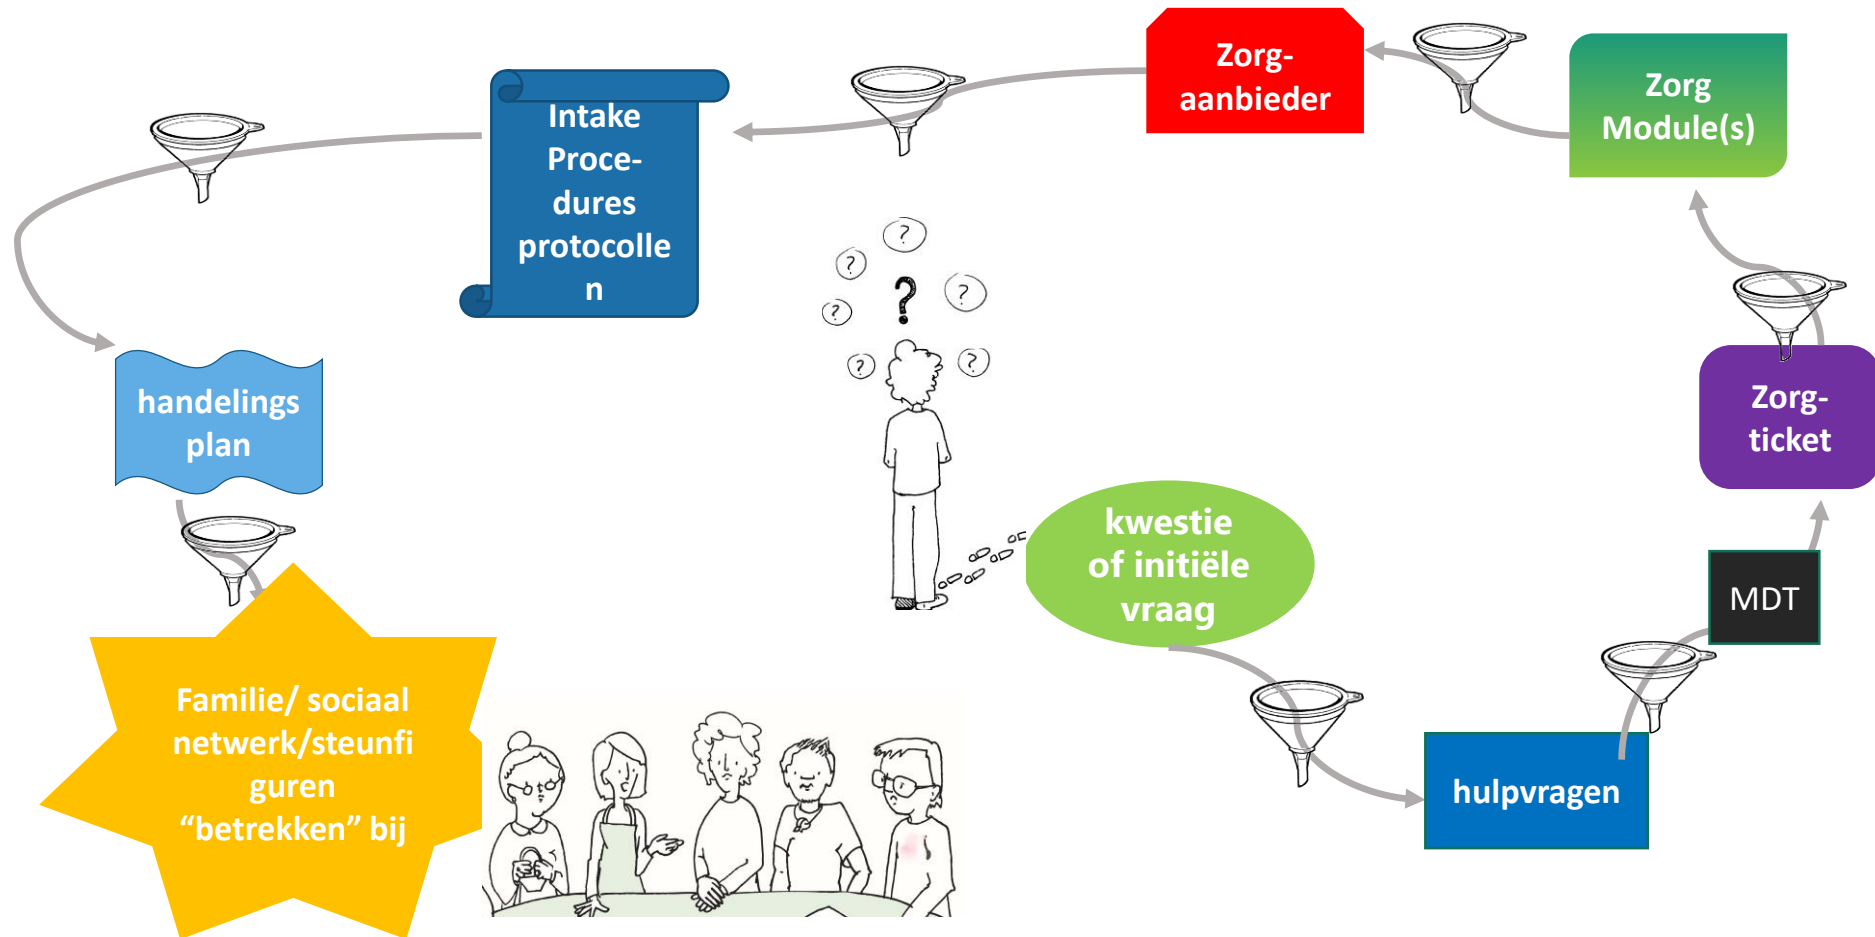 Zorg-
aanbieder
Zorg
Module(s)
Intake
Proce-
dures
protocolle
n
?
?
?
?
?
?
?
?
handelings
plan
Zorg-
ticket
kwestie
of initiële
vraag
MDT
Familie/ sociaal
netwerk/steunfi
guren
“betrekken” bij
hulpvragen